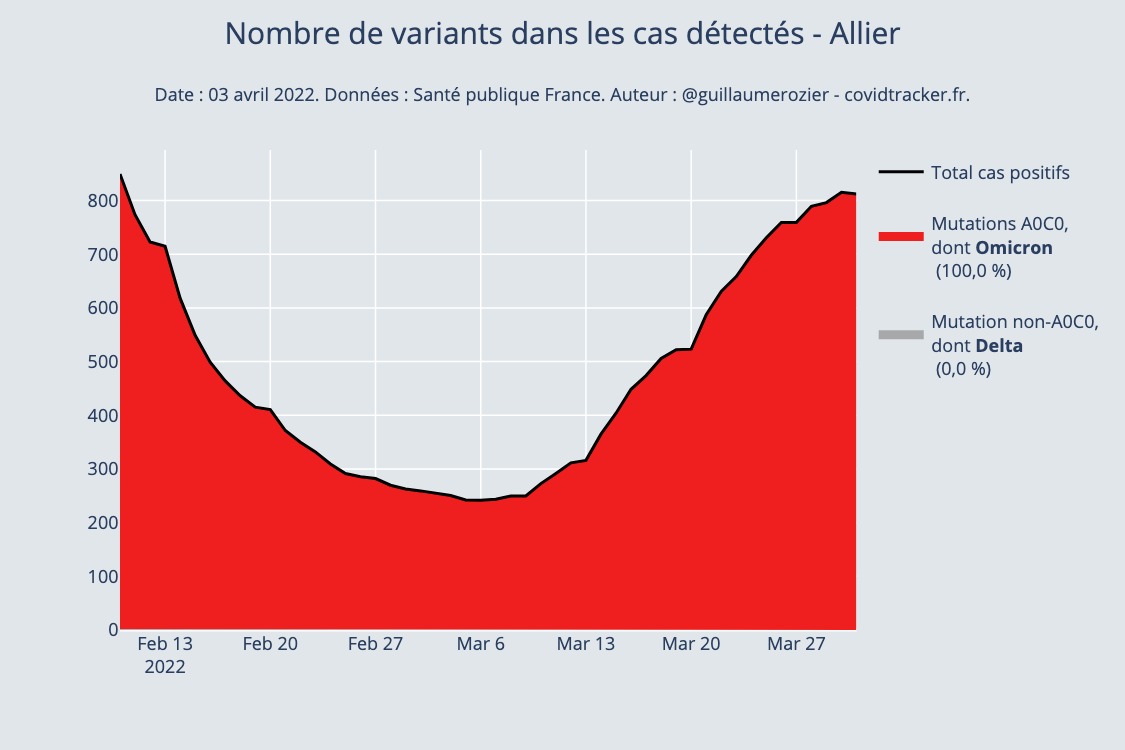 Nombre de variants dans les cas détectés - Allier
Date : 03 avril 2022. Données : Santé publique France. Auteur : @guillaumerozier - covidtracker.fr.
Total cas positifs
Mutations A0C0,
dont Omicron
(100,0 %)
Mutation non-A0C0,
dont Delta
(0,0 %)
800
700
600
500
400
300
200
100
0
Feb 13 Feb 20 Feb 27 Mar 6 Mar 13 Mar 20 Mar 27
2022